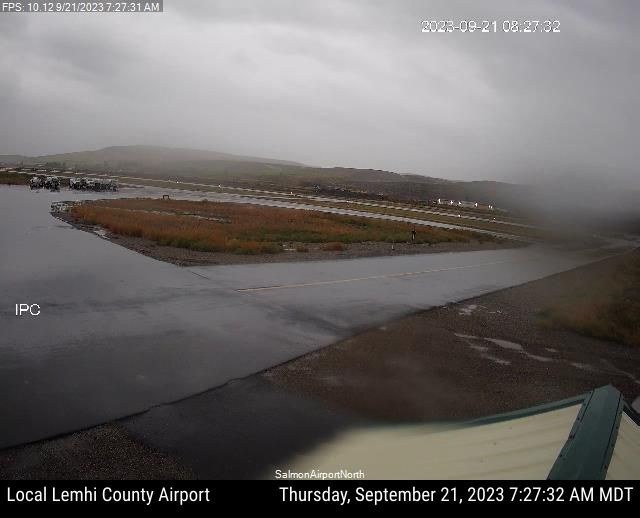 FPS: 10.12 9/21/2023 7:27:31 AM
2023-09-21 08:27:32
IPC
SalmonAirportNorth
Local Lemhi County Airport Thursday, September 21, 2023 7:27:32 AM MDT